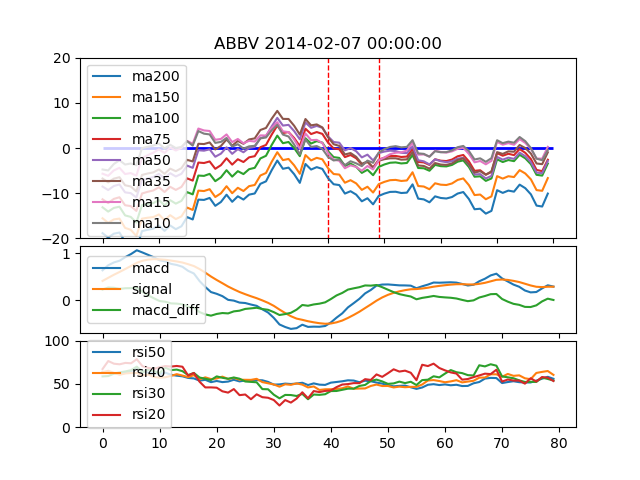 ABBV 2014-02-07 00:00:00
20
10
0
−10
−20
ma200
ma150
ma100
ma75
ma50
ma35
ma15
ma10
1
0
macd
signal
macd_diff
100
50
0
rsi50
rsi40
rsi30
rsi20
0 10 20 30 40 50 60 70 80